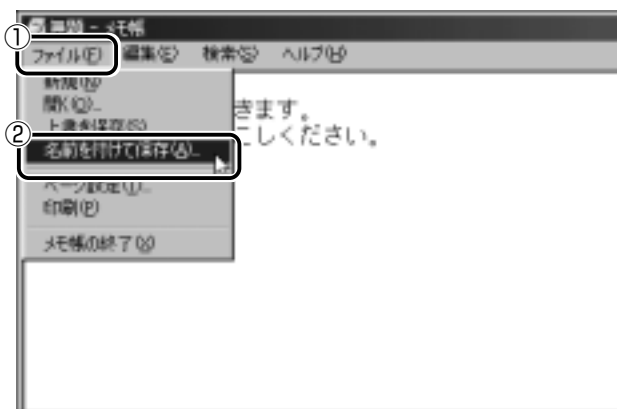 無題 - メモ帳
①
ファイル(F) 編集(E) 検索(S) ヘルプ(H)
新規(N)
開く(O)...
きます。
上書き保存(S)
こしください。
②
名前を付けて保存(A)...
ページ設定(T)...
印刷(P)
メモ帳の終了(X)